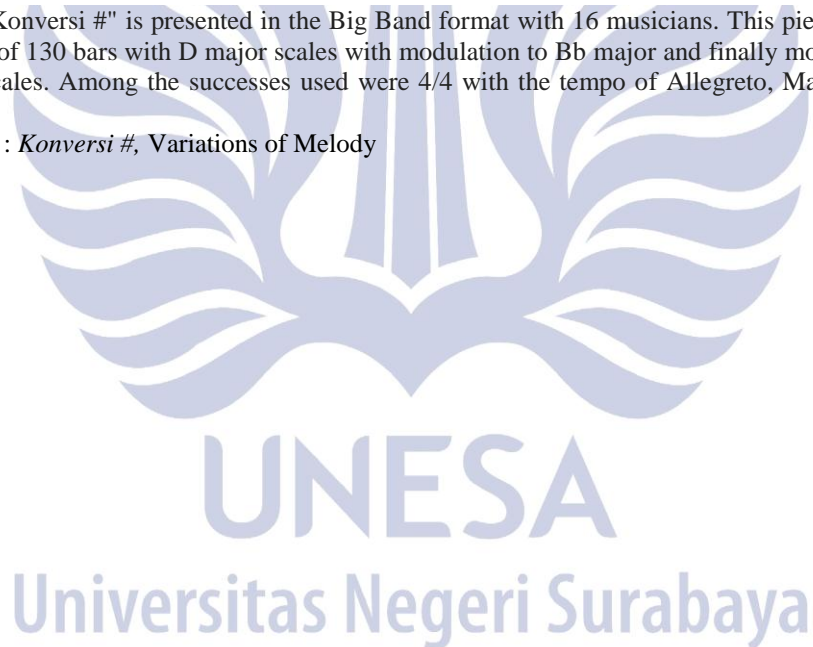 Konversi #" is presented in the Big Band format with 16 musicians. This pie
of 130 bars with D major scales with modulation to Bb major and finally mo
cales. Among the successes used were 4/4 with the tempo of Allegreto, Ma
: Konversi #, Variations of Melody
UNESA
Universitas Negeri Surabaya